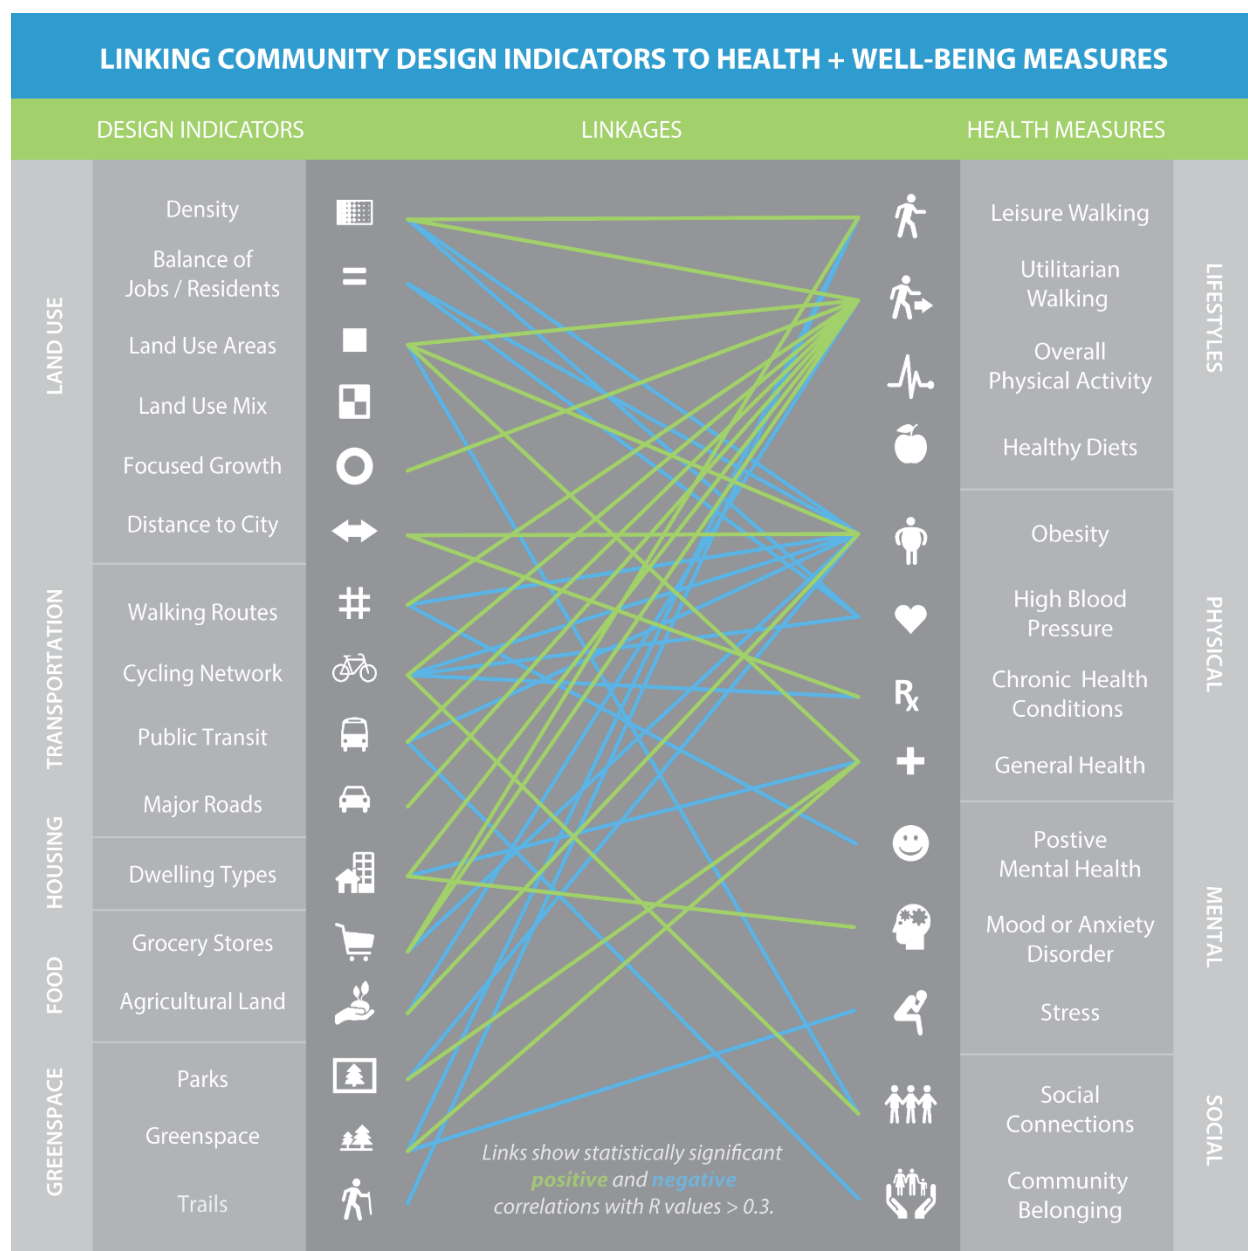 LINKING COMMUNITY DESIGN INDICATORS TO HEALTH + WELL-BEING MEASURES
DESIGN INDICATORS
LINKAGES
HEALTH MEASURES
LAND USE
Density
Balance of
Jobs / Residents
Land Use Areas
Land Use Mix
Focused Growth
Distance to City
TRANSPORTATION
Walking Routes
Cycling Network
Public Transit
Major Roads
HOUSING
Dwelling Types
FOOD
Grocery Stores
Agricultural Land
GREENSPACE
Parks
Greenspace
Trails
Rx
Links show statistically significant
positive and negative
correlations with R values > 0.3.
Leisure Walking
Utilitarian
Walking
Overall
Physical Activity
Healthy Diets
LIFESTYLES
Obesity
High Blood
Pressure
Chronic Health
Conditions
General Health
PHYSICAL
Postive
Mental Health
Mood or Anxiety
Disorder
Stress
MENTAL
Social
Connections
Community
Belonging
SOCIAL